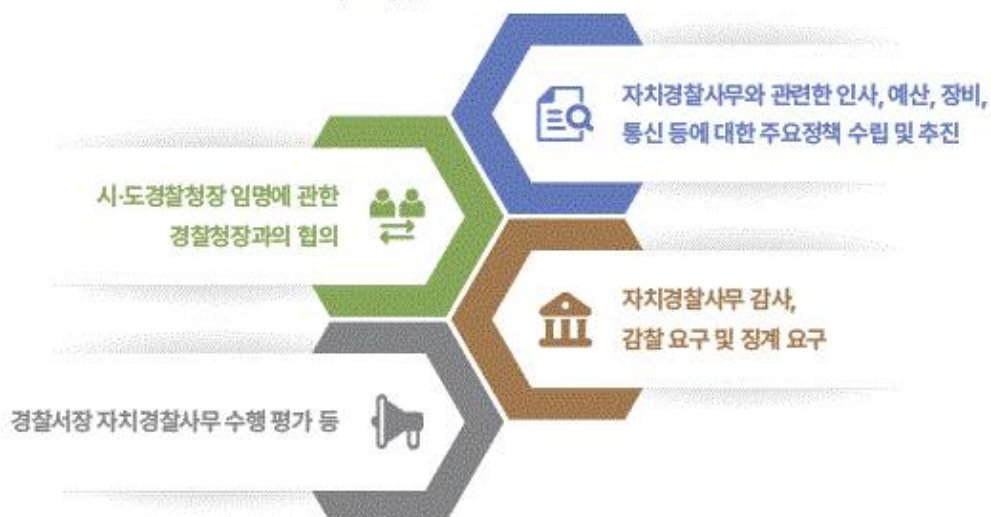 자치경찰사무와 관련한 인사, 예산, 장비,
통신 등에 대한 주요정책 수립 및 추진
시·도경찰청장 임명에 관한
경찰청장과의 협의
자치경찰사무 감사,
감찰 요구 및 징계 요구
경찰서장 자치경찰사무 수행 평가 등